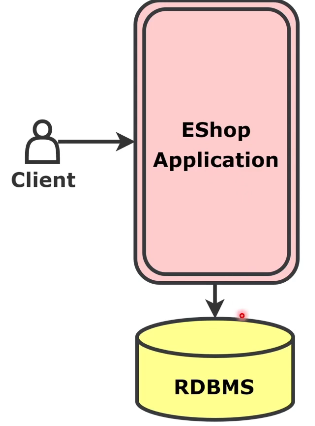 EShop
Application
Client
RDBMS